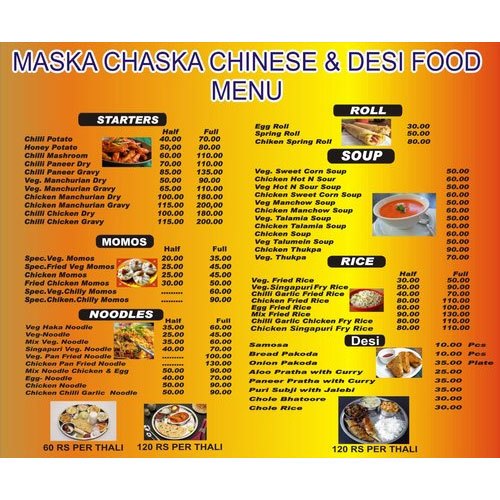 MASKA CHASKA CHINESE & DESI FOOD
MENU
STARTERS
Half Full
Chilli Potato 40.00 70.00
Honey Potato 50,00 80.00
Chilli Mashroom 60.00 110.00
Chilli Paneer Dry 70.00 110.00
Chilli Paneer Gravy 85.00 135.00
Veg. Manchurian Dry 50.00 90.00
Veg. Manchurian Gravy 65.00 110.00
Chicken Manchurian Dry 100.00 180.00
Chicken Manchurian Gravy 115.00 200.00
Chilli Chicken Dry 100.00 180.00
Chilli Chicken Gravy 115.00 200.00
MOMOS
Half Full
Spec.Veg. Momos 20.00 35.00
Spec.Fried Veg Momos 25.00 45.00
Chicken Momos 25.00 45.00
Fried Chicken Momos 30.00 50.00
Spec.Veg.Chilly Momos ......... 60.00
Spec.Chiken.Chilly Momos ......... 90.00
NOODLES
Half Full
Veg Haka Noodle 35.00 60.00
Veg-Noodle 25.00 45.00
Mix Veg. Noodle 35.00 60.00
Singapuri Veg. Noodle 40.00 70.00
Veg. Pan Fried Noodle ......... 100.00
Chicken Pan Fried Noodle ......... 130.00
Mix Noodle Chicken & Egg 50.00 90.00
Egg- Noodle 40.00 70.00
Chicken Noodle 50.00 90.00
Chicken Chilli Garlic Noodle 50.00 90.00
60 RS PER THALI
120 RS PER THALI
ROLL
Egg Roll 30.00
Spring Roll 50.00
Chiken Spring Roll 80.00
SOUP
Veg. Sweet Corn Soup 50.00
Chicken Hot N Sour 60.00
Veg Hot N Sour Soup 50.00
Chicken Sweet Corn Soup 60.00
Veg Manchow Soup 50.00
Chicken Manchow Soup 60.00
Veg. Talamia Soup 50.00
Chicken Talamia Soup 60.00
Chicken Soup 60.00
Veg Talumein Soup 50.00
Chicken Thukpa 90.00
Veg. Thukpa 70.00
RICE
Half Full
Veg. Fried Rice 30.00 50.00
Veg.Singapuri Fry Rice 50.00 90.00
Chilli Garlic Fried Rice 40.00 70.00
Chicken Fried Rice 60.00 110.00
Egg Fried Rice 60.00 100.00
Mix Fried Rice 60.00 110.00
Chilli Garlic Chicken Fry Rice 80.00 110.00
Chicken Singapuri Fry Rice 80.00 110.00
Desi
Samosa 10.00 Pcs
Bread Pakoda 10.00 Pcs
Onion Pakoda 25.00 Plate
Aloo Pratha with Curry 25.00
Paneer Pratha with Curry 35.00
Puri Subji with Jalebi 35.00
Chole Bhatoore 30.00
Chole Rice 30.00
120 RS PER THALI